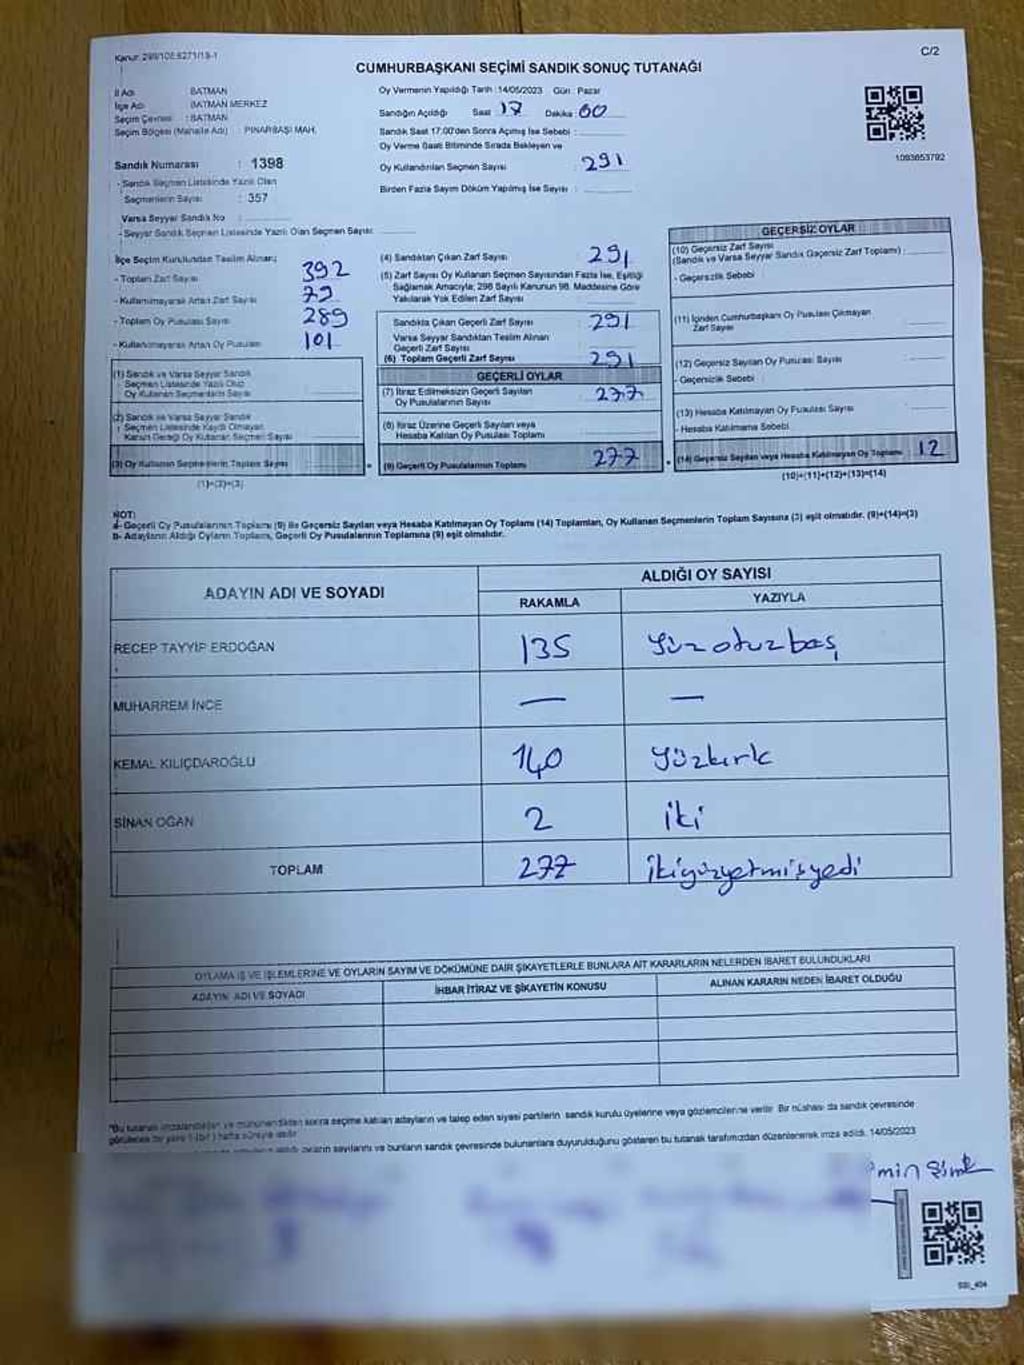 Kanun: 298/105,6271/19-1
C/2
CUMHURBAŞKANI SEÇİMİ SANDIK SONUÇ TUTANAĞI
İl Adı BATMAN
İlçe Adı BATMAN MERKEZ
Seçim Çevresi : BATMAN
Seçim Bölgesi (Mahalle Adı) : PINARBAŞI MAH.
Sandık Numarası : 1398
- Sandık Seçmen Listesinde Yazılı Olan
Seçmenlerin Sayısı : 357
Varsa Seyyar Sandık No :
- Seyyar Sandık Seçmen Listesinde Yazılı Olan Seçmen Sayısı:
Oy Vermenin Yapıldığı Tarih :14/05/2023 Gün : Pazar
Sandığın Açıldığı Saat 17 Dakika: 00
Sandık Saat 17:00'den Sonra Açılmış İse Sebebi :
Oy Verme Saati Bitiminde Sırada Bekleyen ve
Oy Kullandırılan Seçmen Sayısı 291
Birden Fazla Sayım Döküm Yapılmış İse Sayısı :
1093653792
İlçe Seçim Kurulundan Teslim Alınan;
- Toplam Zarf Sayısı 392
- Kullanılmayarak Artan Zarf Sayısı
- Toplam Oy Pusulası Sayısı 289
- Kullanılmayarak Artan Oy Pusulası 101
(1) Sandık ve Varsa Seyyar Sandık
Seçmen Listesinde Yazılı Olup
Oy Kullanan Seçmenlerin Sayısı
(2) Sandık ve Varsa Seyyar Sandık
Seçmen Listesinde Kaydı Olmayan
Kanun Gereği Oy Kullanan Seçmen Sayısı
(3) Oy Kullanan Seçmenlerin Toplam Sayısı
(1)+(2)=(3)
(4) Sandıktan Çıkan Zarf Sayısı 291
(5) Zarf Sayısı Oy Kullanan Seçmen Sayısından Fazla İse, Eşitliği
Sağlamak Amacıyla; 298 Sayılı Kanunun 98. Maddesine Göre
Yakılarak Yok Edilen Zarf Sayısı
Sandıkta Çıkan Geçerli Zarf Sayısı 291
Varsa Seyyar Sandıktan Teslim Alınan
Geçerli Zarf Sayısı
(6) Toplam Geçerli Zarf Sayısı 291
GEÇERLİ OYLAR
(7) İtiraz Edilmeksizin Geçerli Sayılan
Oy Pusulalarının Sayısı 277
(8) İtiraz Üzerine Geçerli Sayılan veya
Hesaba Katılan Oy Pusulası Toplamı
(9) Geçerli Oy Pusulalarının Toplamı 277
GEÇERSİZ OYLAR
(10) Geçersiz Zarf Sayısı
(Sandık ve Varsa Seyyar Sandık Geçersiz Zarf Toplamı) :
- Geçersizlik Sebebi :
(11) İçinden Cumhurbaşkanı Oy Pusulası Çıkmayan
Zarf Sayısı
(12) Geçersiz Sayılan Oy Pusulası Sayısı
- Geçersizlik Sebebi :
(13) Hesaba Katılmayan Oy Pusulası Sayısı
- Hesaba Katılmama Sebebi
(14) Geçersiz Sayılan veya Hesaba Katılmayan Oy Toplamı 12
(10)+(11)+(12)+(13)=(14)
NOT:
a- Geçerli Oy Pusulalarının Toplamı (9) ile Geçersiz Sayılan veya Hesaba Katılmayan Oy Toplamı (14) Toplamları, Oy Kullanan Seçmenlerin Toplam Sayısına (3) eşit olmalıdır. (9)+(14)=(3)
b- Adayların Aldığı Oyların Toplamı, Geçerli Oy Pusulalarının Toplamına (9) eşit olmalıdır.
ADAYIN ADI VE SOYADI
ALDIĞI OY SAYISI
RAKAMLA YAZIYLA
RECEP TAYYİP ERDOĞAN 135 yüzotuzbaş
MUHARREM İNCE — —
KEMAL KILIÇDAROĞLU 140 yüzkırk
SİNAN OĞAN 2 iki
TOPLAM 277 ikiyüzyetmişyedi
OYLAMA İŞ VE İŞLEMLERİNE VE OYLARIN SAYIM VE DÖKÜMÜNE DAİR ŞİKAYETLERLE BUNLARA AİT KARARLARIN NELERDEN İBARET BULUNDUKLARI
ADAYIN ADI VE SOYADI İHBAR İTİRAZ VE ŞİKAYETİN KONUSU ALINAN KARARIN NEDEN İBARET OLDUĞU
*Bu tutanak imzalandıktan ve mühürlendikten sonra seçime katılan adayların ve talep eden siyasi partilerin sandık kurulu üyelerine veya gözlemcilerine verilir. Bir nüshası da sandık çevresinde
görülecek bir yere 1 (bir) hafta süreyle asılır.
oyların sayılarını ve bunların sandık çevresinde bulunanlara duyurulduğunu gösteren bu tutanak tarafımızdan düzenlenerek imza edildi. 14/05/2023
SSI_404